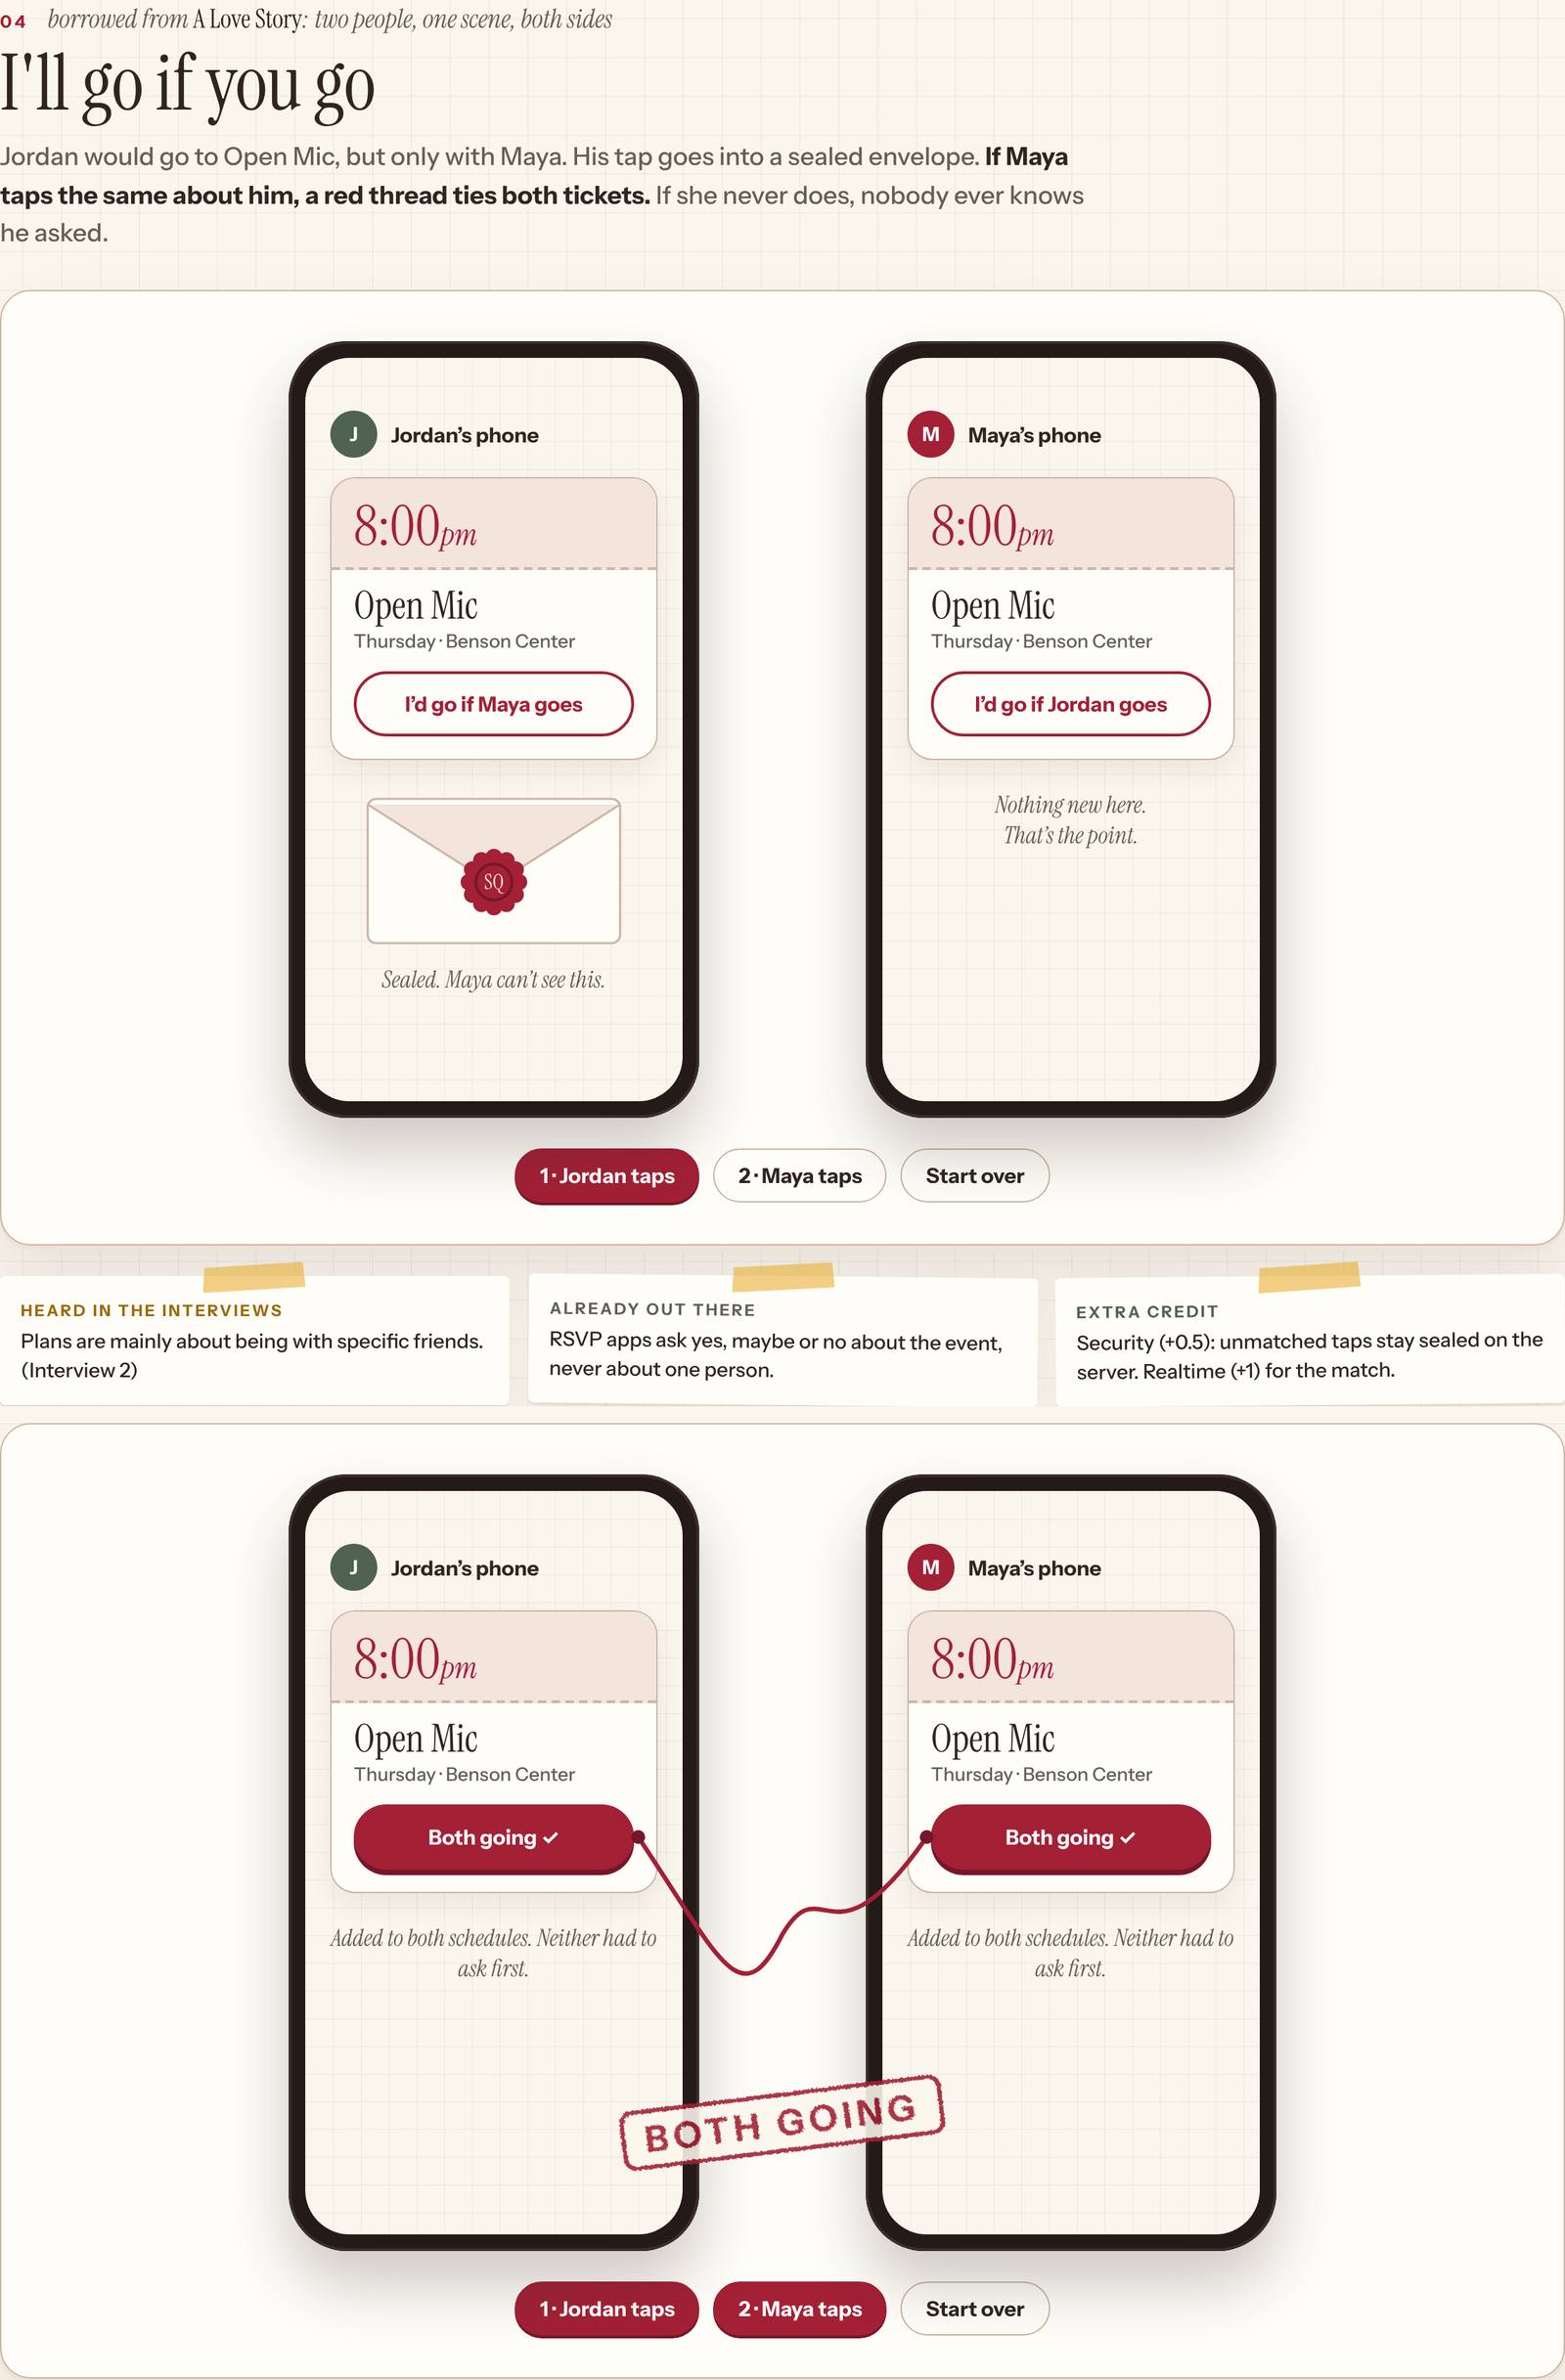 04 borrowed from A Love Story: two people, one scene, both sides
I'll go if you go
Jordan would go to Open Mic, but only with Maya. His tap goes into a sealed envelope. If Maya
taps the same about him, a red thread ties both tickets. If she never does, nobody ever knows
he asked.
J Jordan’s phone
8:00pm
Open Mic
Thursday · Benson Center
I’d go if Maya goes
SQ
Sealed. Maya can’t see this.
M Maya’s phone
8:00pm
Open Mic
Thursday · Benson Center
I’d go if Jordan goes
Nothing new here.
That’s the point.
1 · Jordan taps
2 · Maya taps
Start over
HEARD IN THE INTERVIEWS
Plans are mainly about being with specific friends.
(Interview 2)
ALREADY OUT THERE
RSVP apps ask yes, maybe or no about the event,
never about one person.
EXTRA CREDIT
Security (+0.5): unmatched taps stay sealed on the
server. Realtime (+1) for the match.
J Jordan’s phone
8:00pm
Open Mic
Thursday · Benson Center
Both going ✓
Added to both schedules. Neither had to
ask first.
M Maya’s phone
8:00pm
Open Mic
Thursday · Benson Center
Both going ✓
Added to both schedules. Neither had to
ask first.
BOTH GOING
1 · Jordan taps
2 · Maya taps
Start over